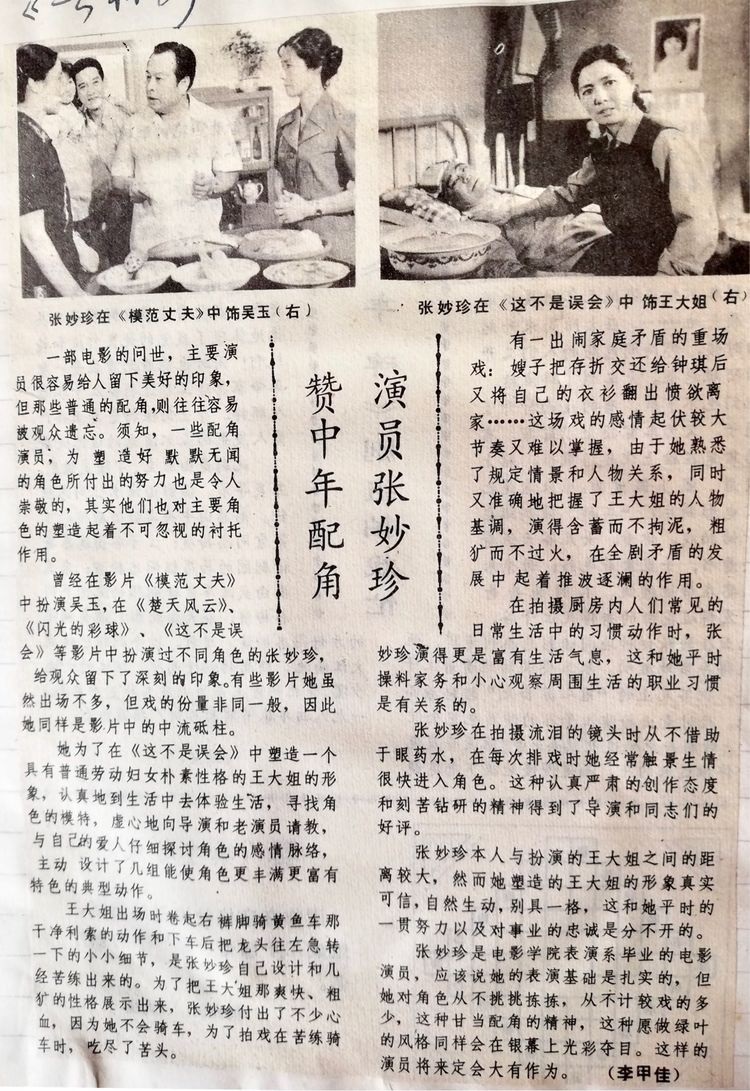 张妙珍在《模范丈夫》中饰吴玉（右）
张妙珍在《这不是误会》中 饰王大姐（右）
赞中年配角
演员张妙珍
一部电影的问世，主要演
员很容易给人留下美好的印象，
但那些普通的配角，则往往容易
被观众遗忘。须知，一些配角
演员，为 塑 造好 默默无闻
的角色所付出的努力也是令人
崇敬的，其实他们也对主要角
色的塑造起着不可忽视的衬托
作用。
曾经在影片《模范丈夫》
中扮演吴玉，在《楚天风云》、
《闪光的彩球》、《这不是误
会》等影片中扮演过不同角色的张妙珍，
给观众留下了深刻的印象。有些影片她虽
然出场不多，但戏的份量非同一般，因此
她同样是影片中的中流砥柱。
她为了在《这不是误会》中塑造一个
具有普通劳动妇女朴素性格的王大姐的形
象，认真地到生活中去体验生活，寻找角
色的模特，虚心地向导演和老演员请教，
与自己的爱人仔细探讨角色的感情脉络，
主动 设计了几组能使角色更丰满更富有
特色的典型动作。
王大姐出场时卷起右裤脚骑黄鱼车那
干净利索的动作和下车后把龙头往左急转
一下的小小细节，是张妙珍自己设计和几
经苦练出来的。为了把王大姐那爽快、粗
犷的性格展示出来，张妙珍付出了不少心
血，因为她不会骑车，为了拍戏在苦练骑
车时，吃尽了苦头。
有一出闹家庭矛盾的重场
戏：嫂子把存折交还给钟琪后
又将自己的衣衫翻出愤欲离
家……这场戏的感情起伏较大
节奏又难以掌握，由于她熟悉
了规定情景和人物关系，同时
又准确地把握了王大姐的人物
基调，演得含蓄而不拘泥，粗
犷而不过火，在全剧矛盾的发
展中起着推波逐澜的作用。
在拍摄厨房内人们常见的
日常生活中的习惯动作时，张
妙珍演得更是富有生活气息，这和她平时
操料家务和小心观察周围生活的职业习惯
是有关系的。
张妙珍在拍摄流泪的镜头时从不借助
于眼药水，在每次排戏时她经常触景生情
很快进入角色。这种认真严肃的创作态度
和刻苦钻研的精神得到了导演和同志们的
好评。
张妙珍本人与扮演的王大姐之间的距
离较大，然而她塑造的王大姐的形象真实
可信，自然生动，别具一格，这和她平时的
一贯努力以及对事业的忠诚是分不开的。
张妙珍是电影学院表演系毕业的电影
演员，应该说她的表演基础是扎实的，但
她对角色从不挑挑拣拣，从不计较戏的多
少，这种甘当配角的精神，这种愿做绿叶
的风格同样会在银幕上光彩夺目。这样的
演员将来定会大有作为。 （李甲佳）